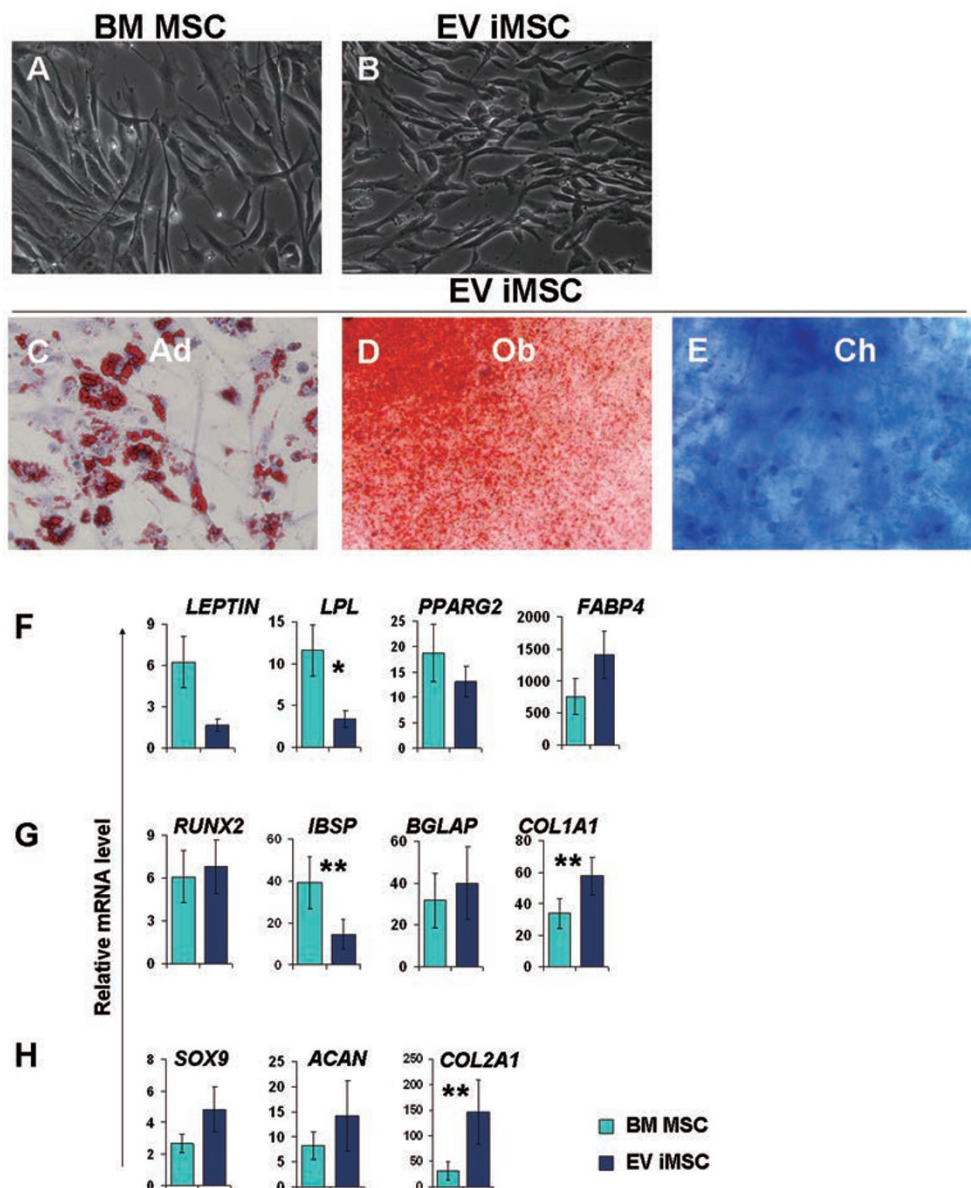 BM MSC EV iMSC
A B
EV iMSC
C Ad D Ob E Ch
F
LEPTIN LPL PPARG2 FABP4
9 15 25 2000
6 10 20 1500
3 5 15 1000
0 0 10 500
5 0
0
*
G
RUNX2 IBSP BGLAP COL1A1
9 60 60 80
6 40 40 60
3 20 20 40
0 0 0 20
0
** **
Relative mRNA level
H
SOX9 ACAN COL2A1
8 25 250
6 20 200
4 15 150
2 10 100
0 5 50
0 0
**
BM MSC
EV iMSC